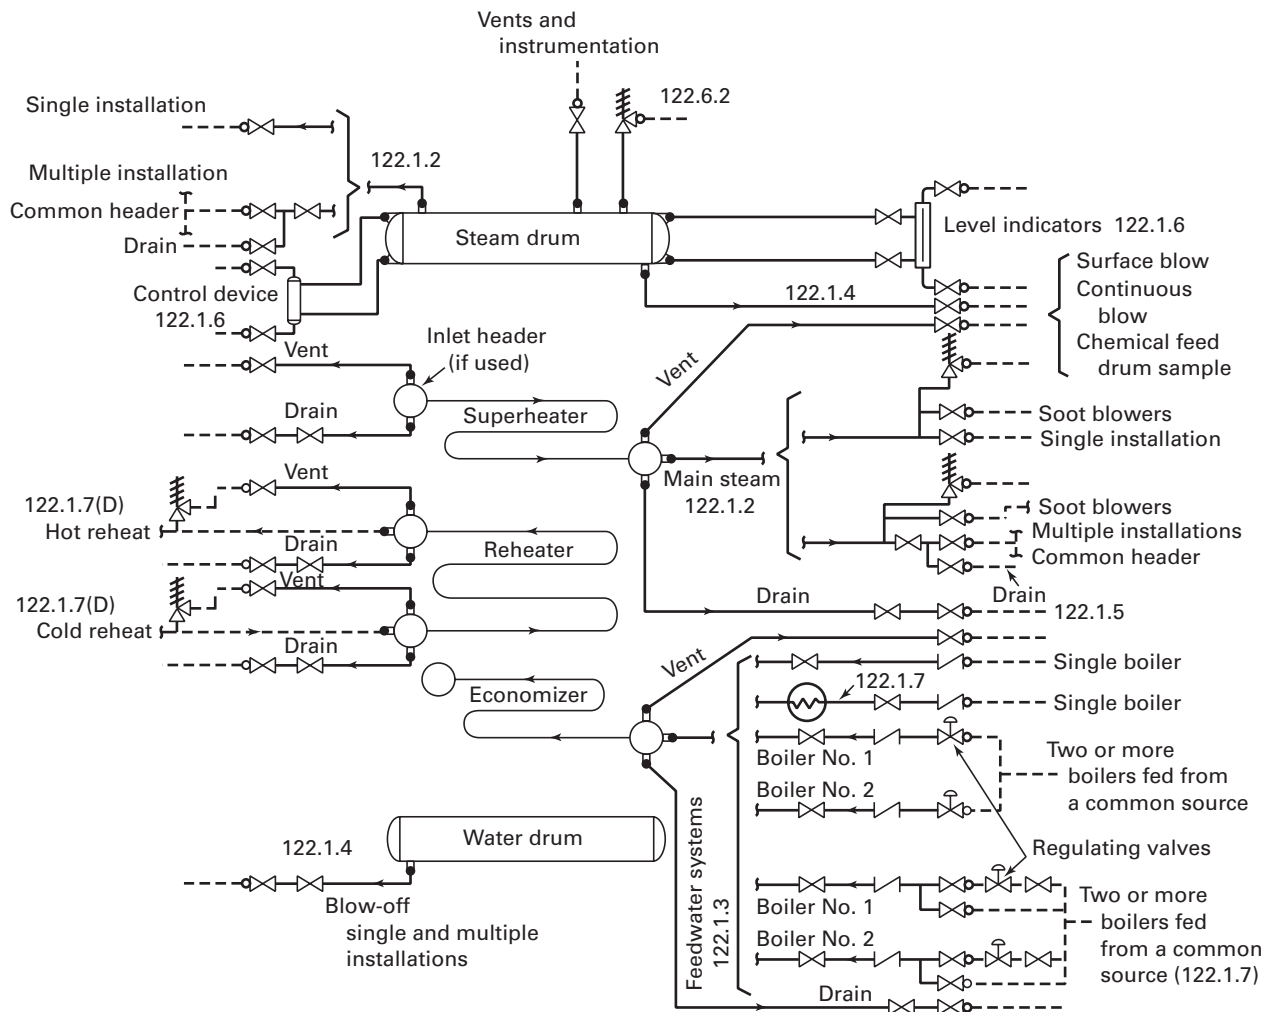 Vents and
instrumentation
122.6.2
Single installation
122.1.2
Multiple installation
Common header
Drain
Steam drum
Level indicators 122.1.6
Control device
122.1.6
122.1.4
Surface blow
Continuous
blow
Chemical feed
drum sample
Vent
Inlet header
(if used)
Vent
Drain
Superheater
Soot blowers
Single installation
Main steam
122.1.2
Vent
122.1.7(D)
Hot reheat
Drain
Reheater
Soot blowers
Multiple installations
Common header
Drain
Vent
122.1.7(D)
Cold reheat
Drain
Drain
122.1.5
Vent
Economizer
Single boiler
122.1.7
Single boiler
Boiler No. 1
Boiler No. 2
Two or more
boilers fed from
a common source
Water drum
122.1.4
Blow-off
single and multiple
installations
Feedwater systems
122.1.3
Regulating valves
Boiler No. 1
Boiler No. 2
Two or more
boilers fed
from a common
source (122.1.7)
Drain